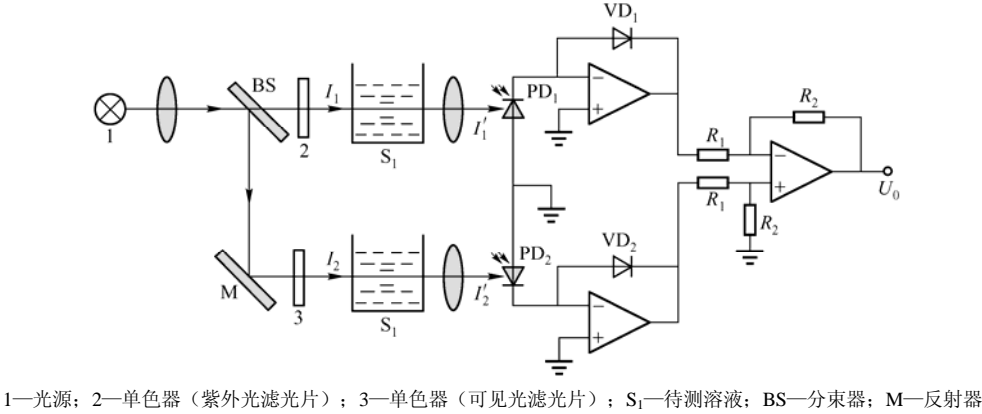 VD₁
BS
I₁
PD₁
I₁′
1
2
S₁
−
+
R₂
R₁
−
+
U₀
R₁
R₂
I₂
PD₂
VD₂
M
3
S₁
I₂′
−
+
1—光源；2—单色器（紫外光滤光片）；3—单色器（可见光滤光片）；S₁—待测溶液；BS—分束器；M—反射器